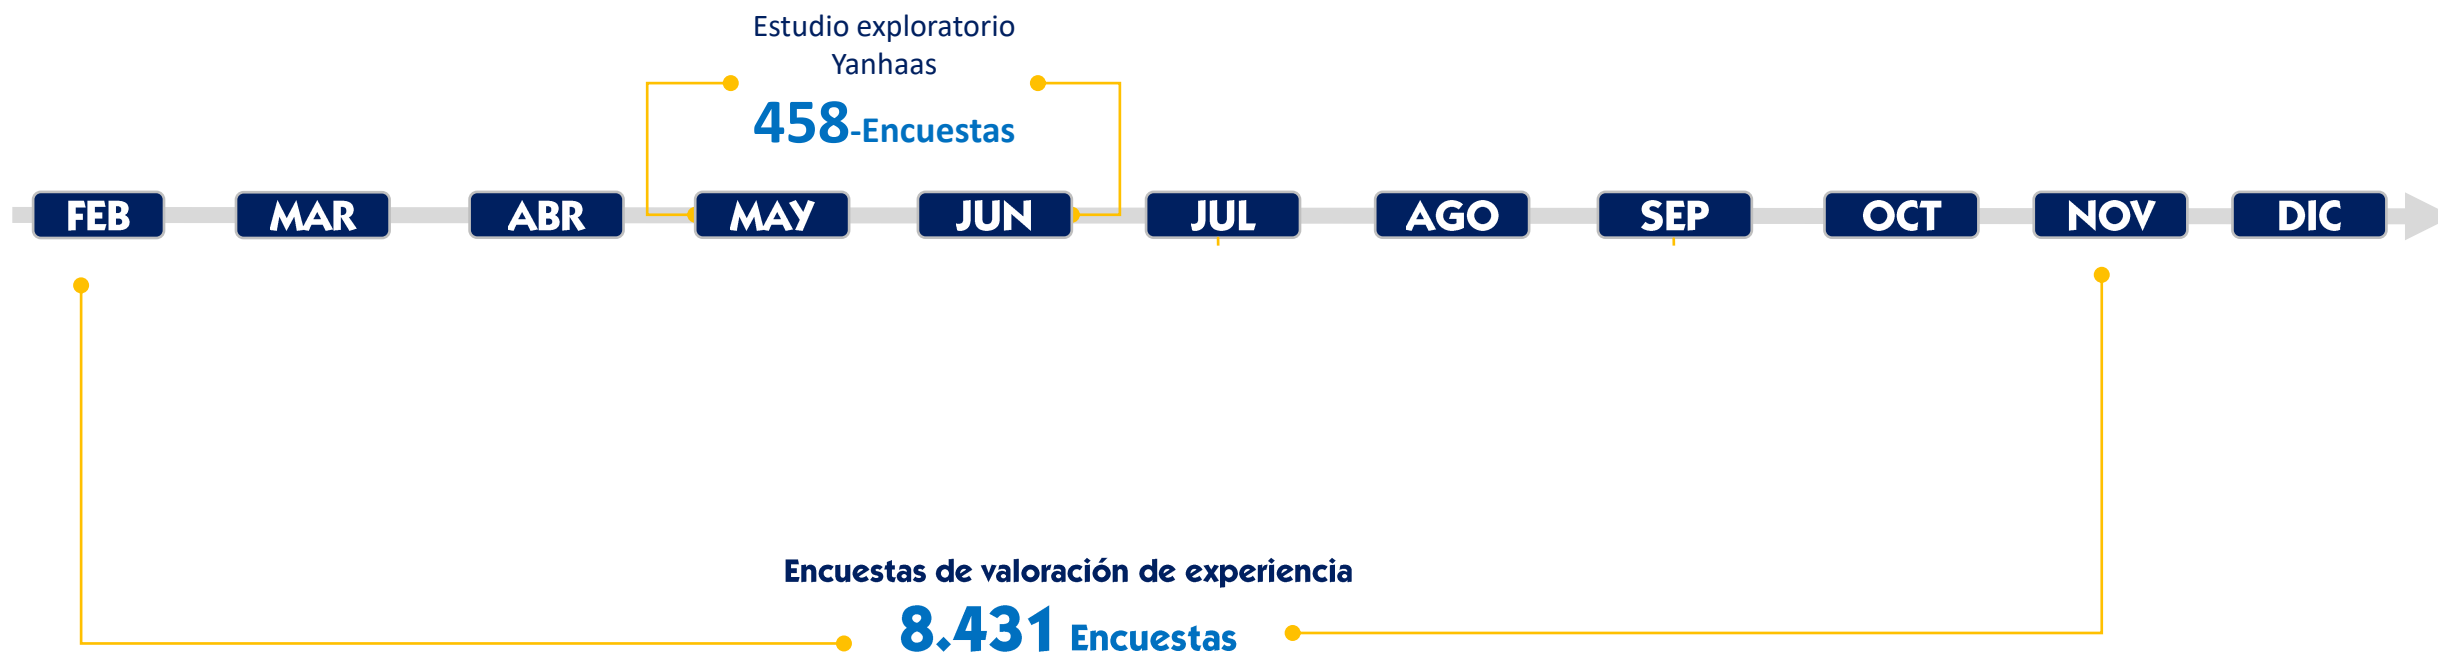 Estudio exploratorio
Yanhaas
458-Encuestas
FEB MAR ABR MAY JUN JUL AGO SEP OCT NOV DIC
Encuestas de valoración de experiencia
8.431 Encuestas